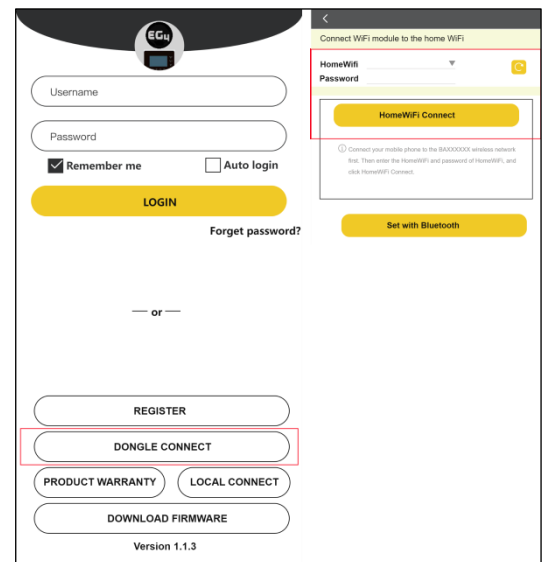 EG4
Username
Password
Remember me
Auto login
LOGIN
Forget password?
or
REGISTER
DONGLE CONNECT
PRODUCT WARRANTY
LOCAL CONNECT
DOWNLOAD FIRMWARE
Version 1.1.3
Connect WiFi module to the home WiFi
HomeWifi
Password
HomeWiFi Connect
Connect your mobile phone to the BAXXXXXX wireless network
first. Then enter the HomeWiFi and password of HomeWiFi, and
click HomeWiFi Connect.
Set with Bluetooth